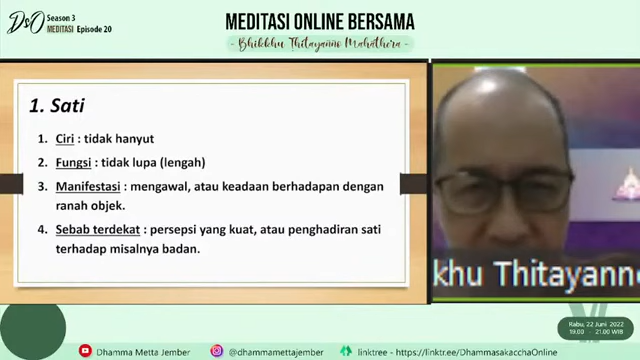 DsO Season 3
MEDITASI Episode 20
MEDITASI ONLINE BERSAMA
- Bhikkhu Thitayanno Mahathera -
1. Sati
1. Ciri : tidak hanyut
2. Fungsi : tidak lupa (lengah)
3. Manifestasi : mengawal, atau keadaan berhadapan dengan
ranah objek.
4. Sebab terdekat : persepsi yang kuat, atau penghadiran sati
terhadap misalnya badan.
khu Thitayanno
Rabu, 22 Juni 2022
19.00 - 21.00 WIB
Dhamma Metta Jember
@dhammamettajember
linktree - https://linktr.ee/DhammasakacchaOnline